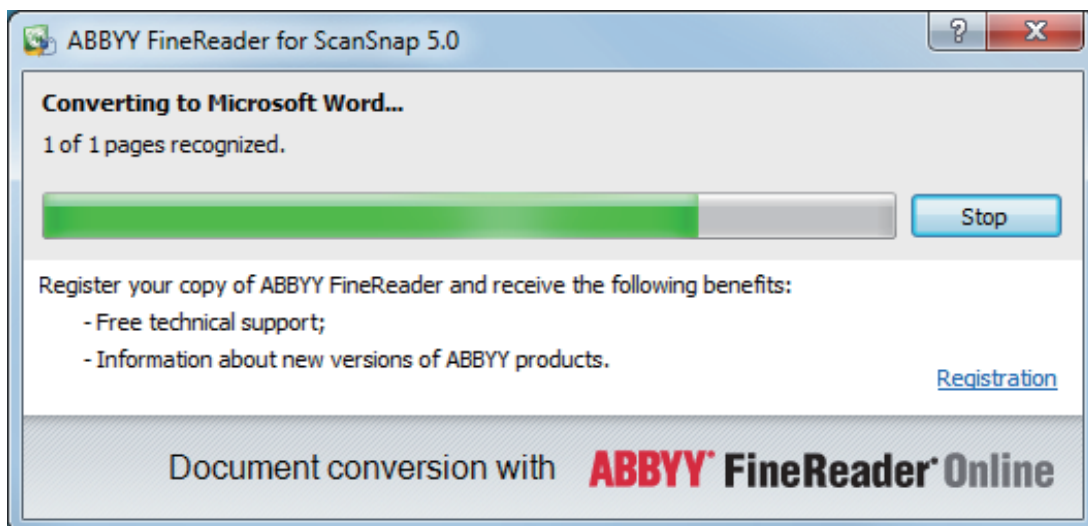 ABBYY FineReader for ScanSnap 5.0
Converting to Microsoft Word...
1 of 1 pages recognized.
Stop
Register your copy of ABBYY FineReader and receive the following benefits:
- Free technical support;
- Information about new versions of ABBYY products.
Registration
Document conversion with ABBYY FineReader Online